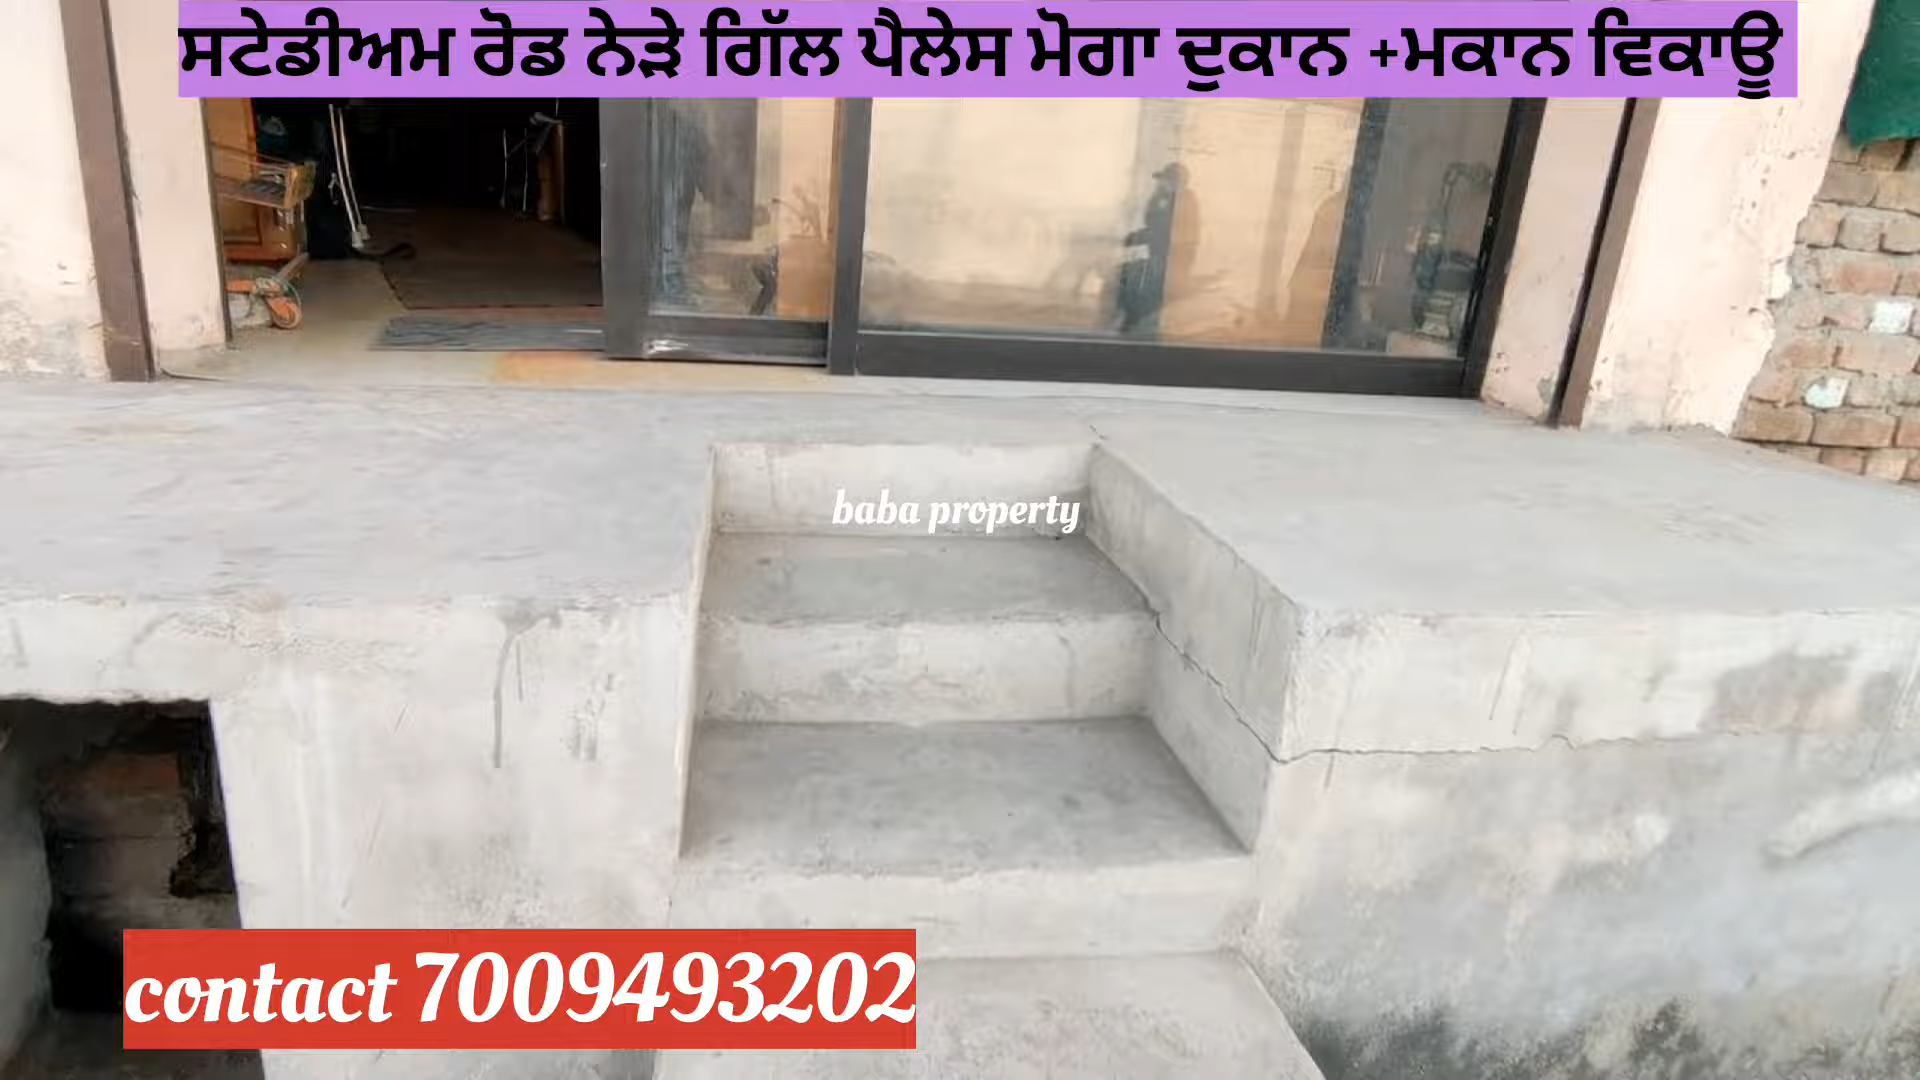 ਸਟੇਡੀਅਮ ਰੋਡ ਨੇੜੇ ਗਿੱਲ ਪੈਲੇਸ ਮੋਗਾ ਦੁਕਾਨ +ਮਕਾਨ ਵਿਕਾਊ
baba property
contact 7009493202